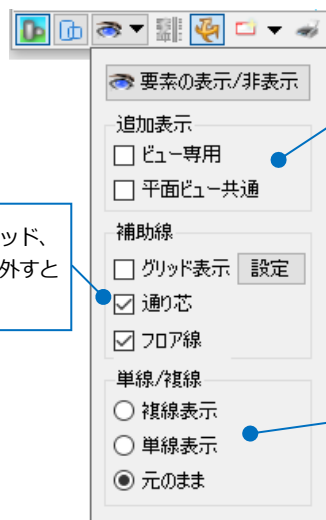 要素の表示/非表示
追加表示
ビュー専用
平面ビュー共通
ッド、
外すと
補助線
グリッド表示 設定
通り芯
フロア線
単線/複線
複線表示
単線表示
元のまま